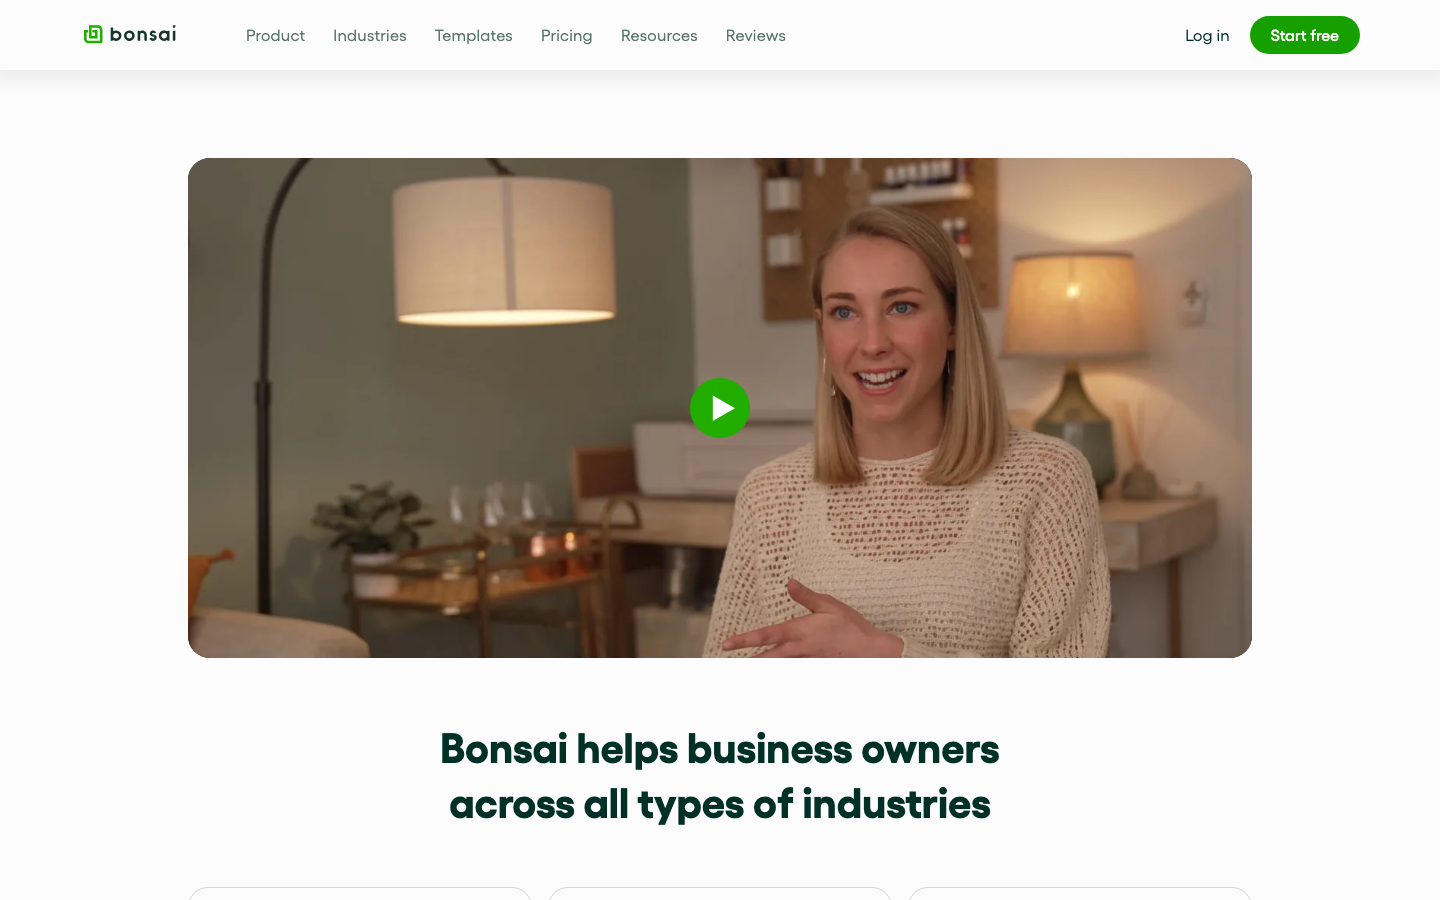 bonsai
Product
Industries
Templates
Pricing
Resources
Reviews
Log in
Start free
Bonsai helps business owners
across all types of industries